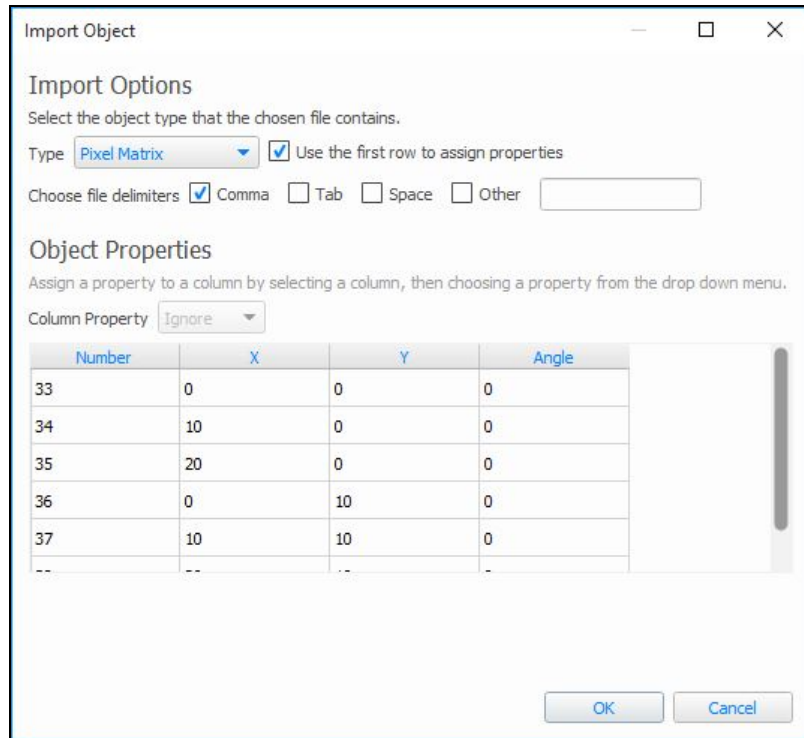 Import Object
Import Options
Select the object type that the chosen file contains.
Type Pixel Matrix Use the first row to assign properties
Choose file delimiters Comma Tab Space Other
Object Properties
Assign a property to a column by selecting a column, then choosing a property from the drop down menu.
Column Property Ignore
Number X Y Angle
33 0 0 0
34 10 0 0
35 20 0 0
36 0 10 0
37 10 10 0
OK Cancel